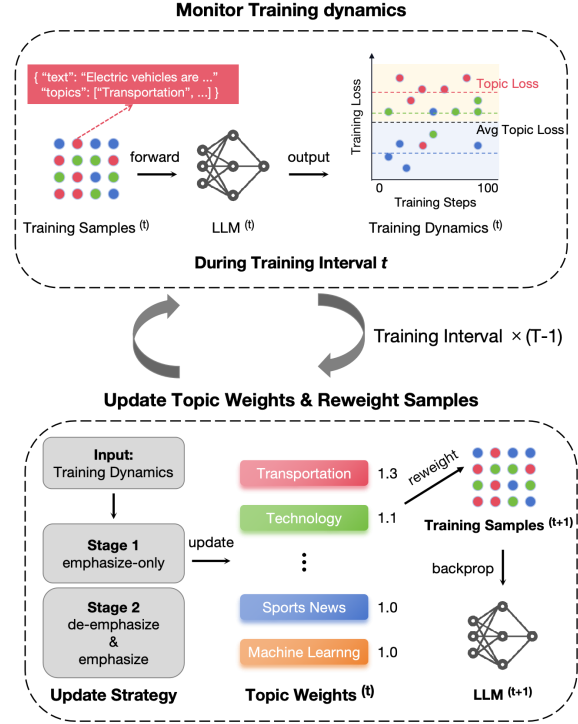 Monitor Training dynamics
{ “text”: “Electric vehicles are ...”
“topics”: [“Transportation”, ...] }
forward
output
Training Samples (t)
LLM (t)
Training Loss
Topic Loss
Avg Topic Loss
0
100
Training Steps
Training Dynamics (t)
During Training Interval t
Training Interval × (T-1)
Update Topic Weights & Reweight Samples
Input:
Training Dynamics
Stage 1
emphasize-only
Stage 2
de-emphasize
&
emphasize
Update Strategy
update
Transportation 1.3
Technology 1.1
⋮
Sports News 1.0
Machine Learnng 1.0
Topic Weights (t)
reweight
Training Samples (t+1)
backprop
LLM (t+1)